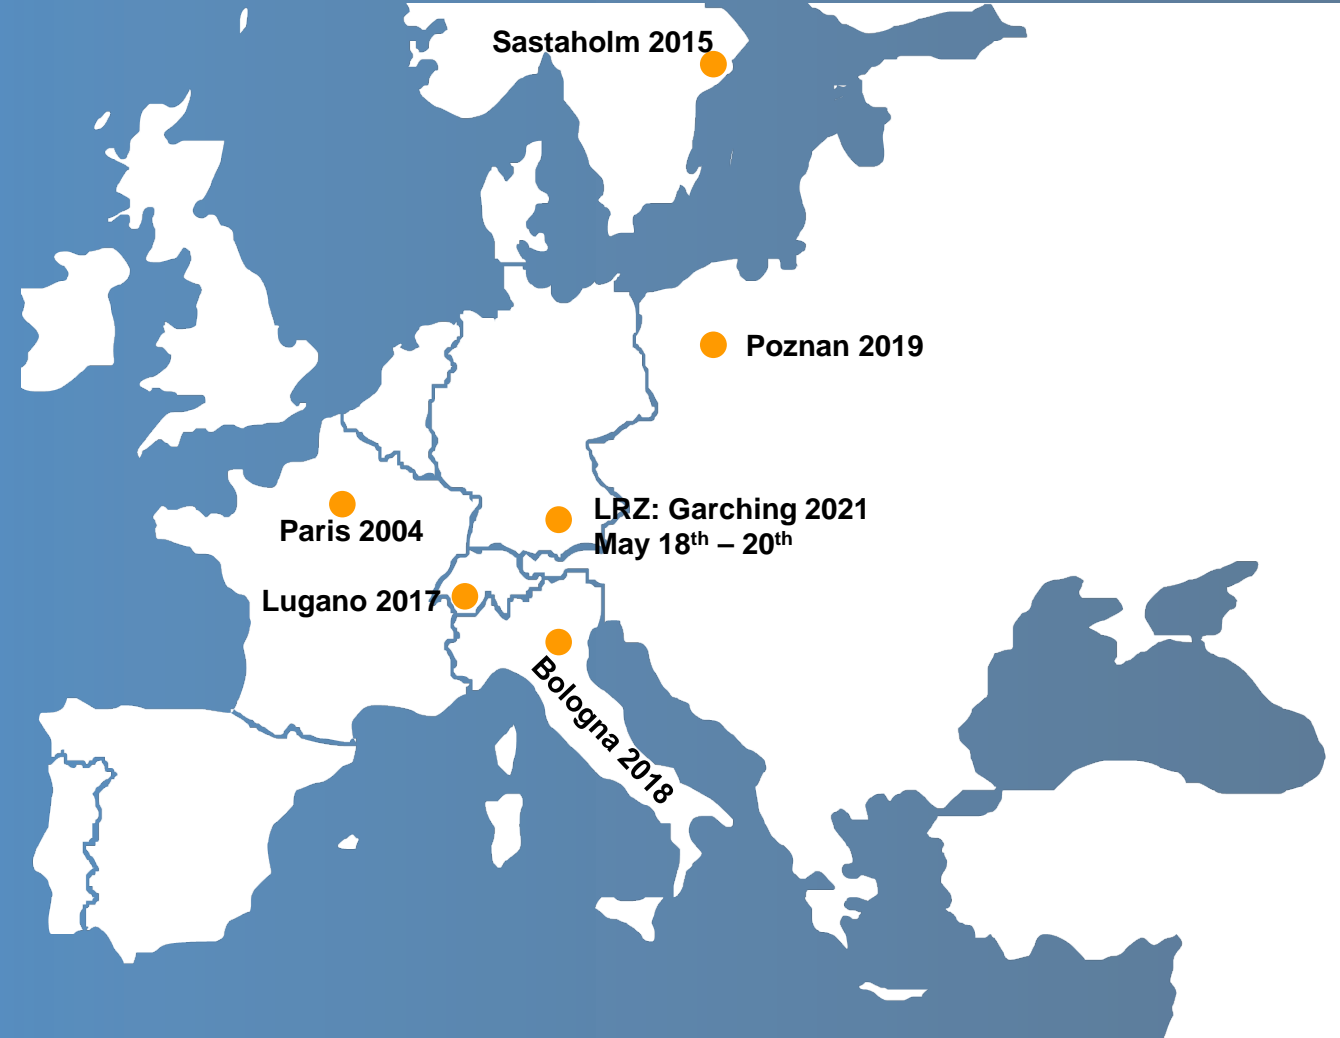 Sastaholm 2015
Poznan 2019
LRZ: Garching 2021
May 18th – 20th
Paris 2004
Lugano 2017
Bologna 2018